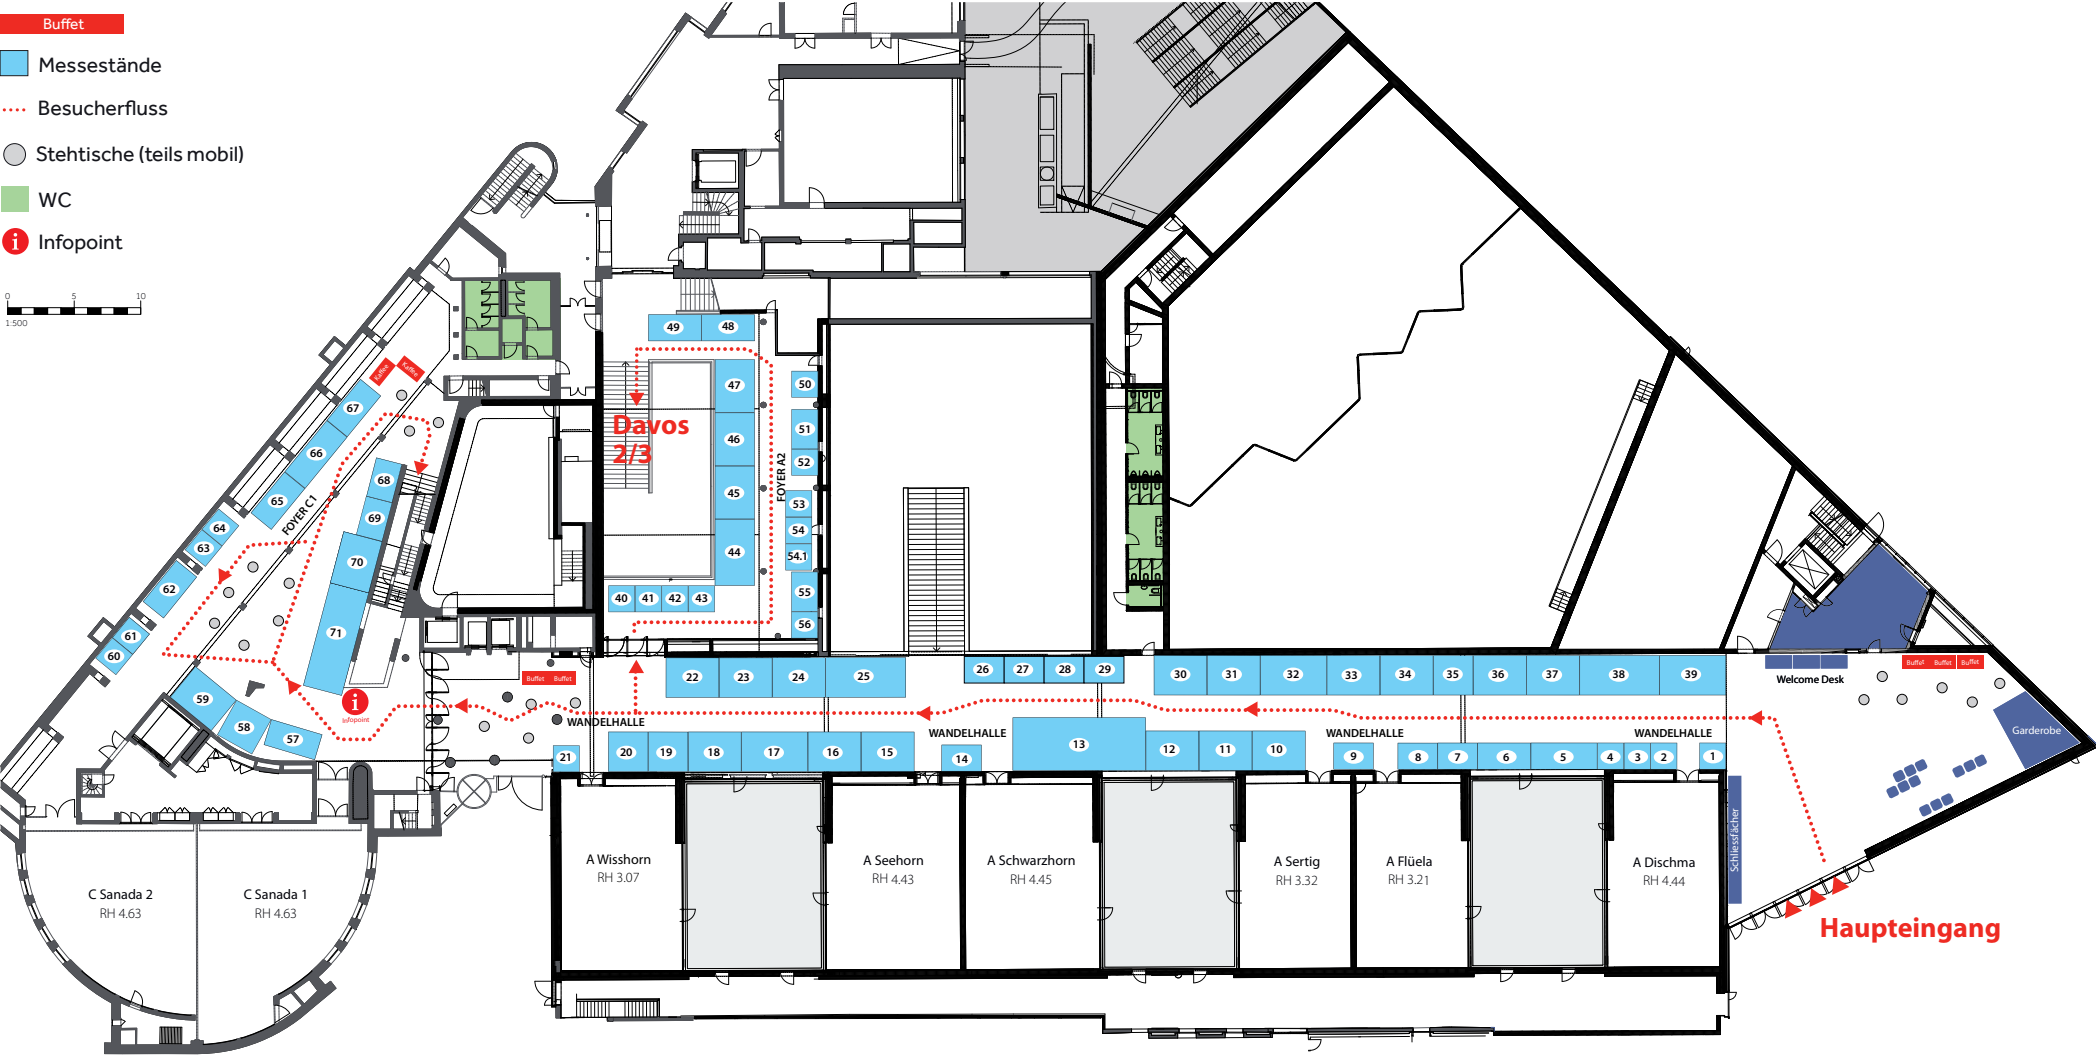 Buffet
Messestände
Besucherfluss
Stehtische (teils mobil)
WC
i Infopoint
0 5 10
1:500
49 48
47
46
45
44
50
51
52
53
54
54.1
55
56
40 41 42 43
Davos
2/3
FOYER A2
Kaffee Kaffee
67
66
65
64
63
62
61
60
68
69
70
71
FOYER C1
59
58
57
i
Infopoint
Buffet Buffet
WANDELHALLE
22 23 24 25
26 27 28 29
30 31 32 33 34 35 36 37 38 39
Welcome Desk
Buffet Buffet Buffet
Garderobe
WANDELHALLE
WANDELHALLE
WANDELHALLE
21
20 19 18 17 16 15
14
13
12 11 10
9
8 7 6 5 4 3 2
1
Schliessfächer
Haupteingang
A Wisshorn
RH 3.07
A Seehorn
RH 4.43
A Schwarzhorn
RH 4.45
A Sertig
RH 3.32
A Flüela
RH 3.21
A Dischma
RH 4.44
C Sanada 2
RH 4.63
C Sanada 1
RH 4.63